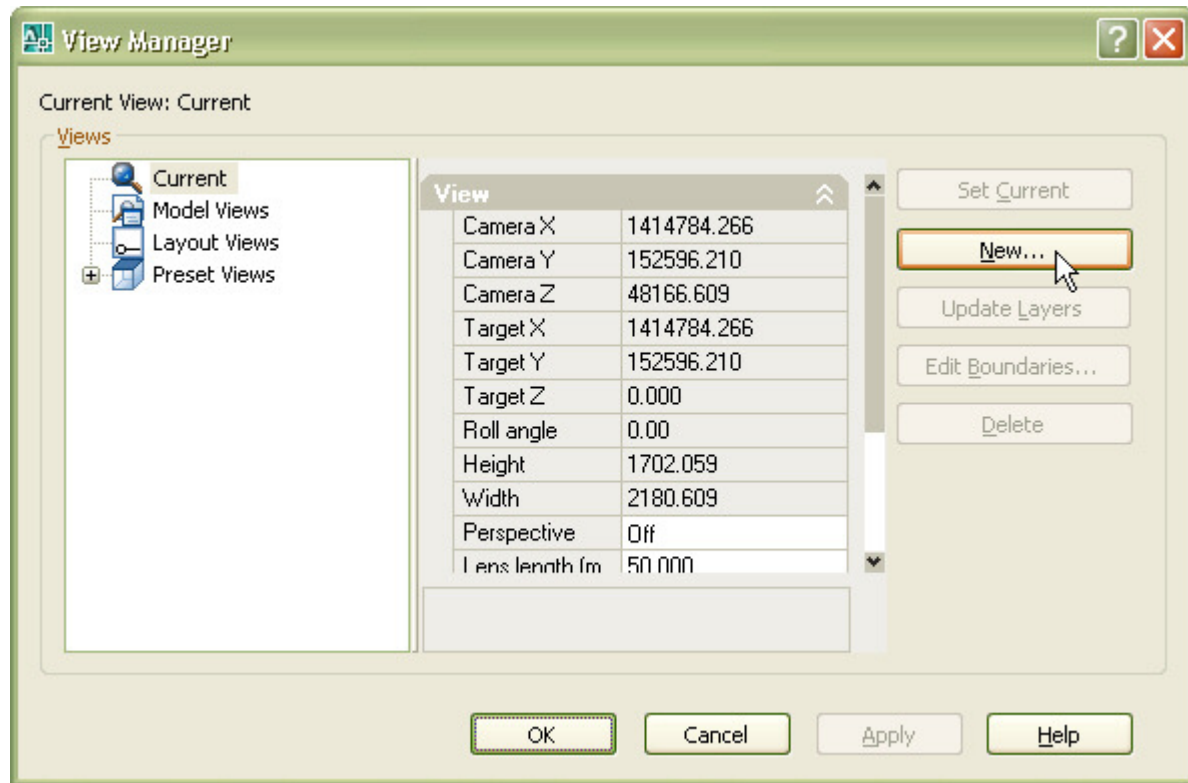 View Manager
Current View: Current
Views
Current
Model Views
Layout Views
Preset Views
View
Camera X 1414784.266
Camera Y 152596.210
Camera Z 48166.609
Target X 1414784.266
Target Y 152596.210
Target Z 0.000
Roll angle 0.00
Height 1702.059
Width 2180.609
Perspective Off
Lens length (m 50.000
Set Current
New...
Update Layers
Edit Boundaries...
Delete
OK Cancel Apply Help